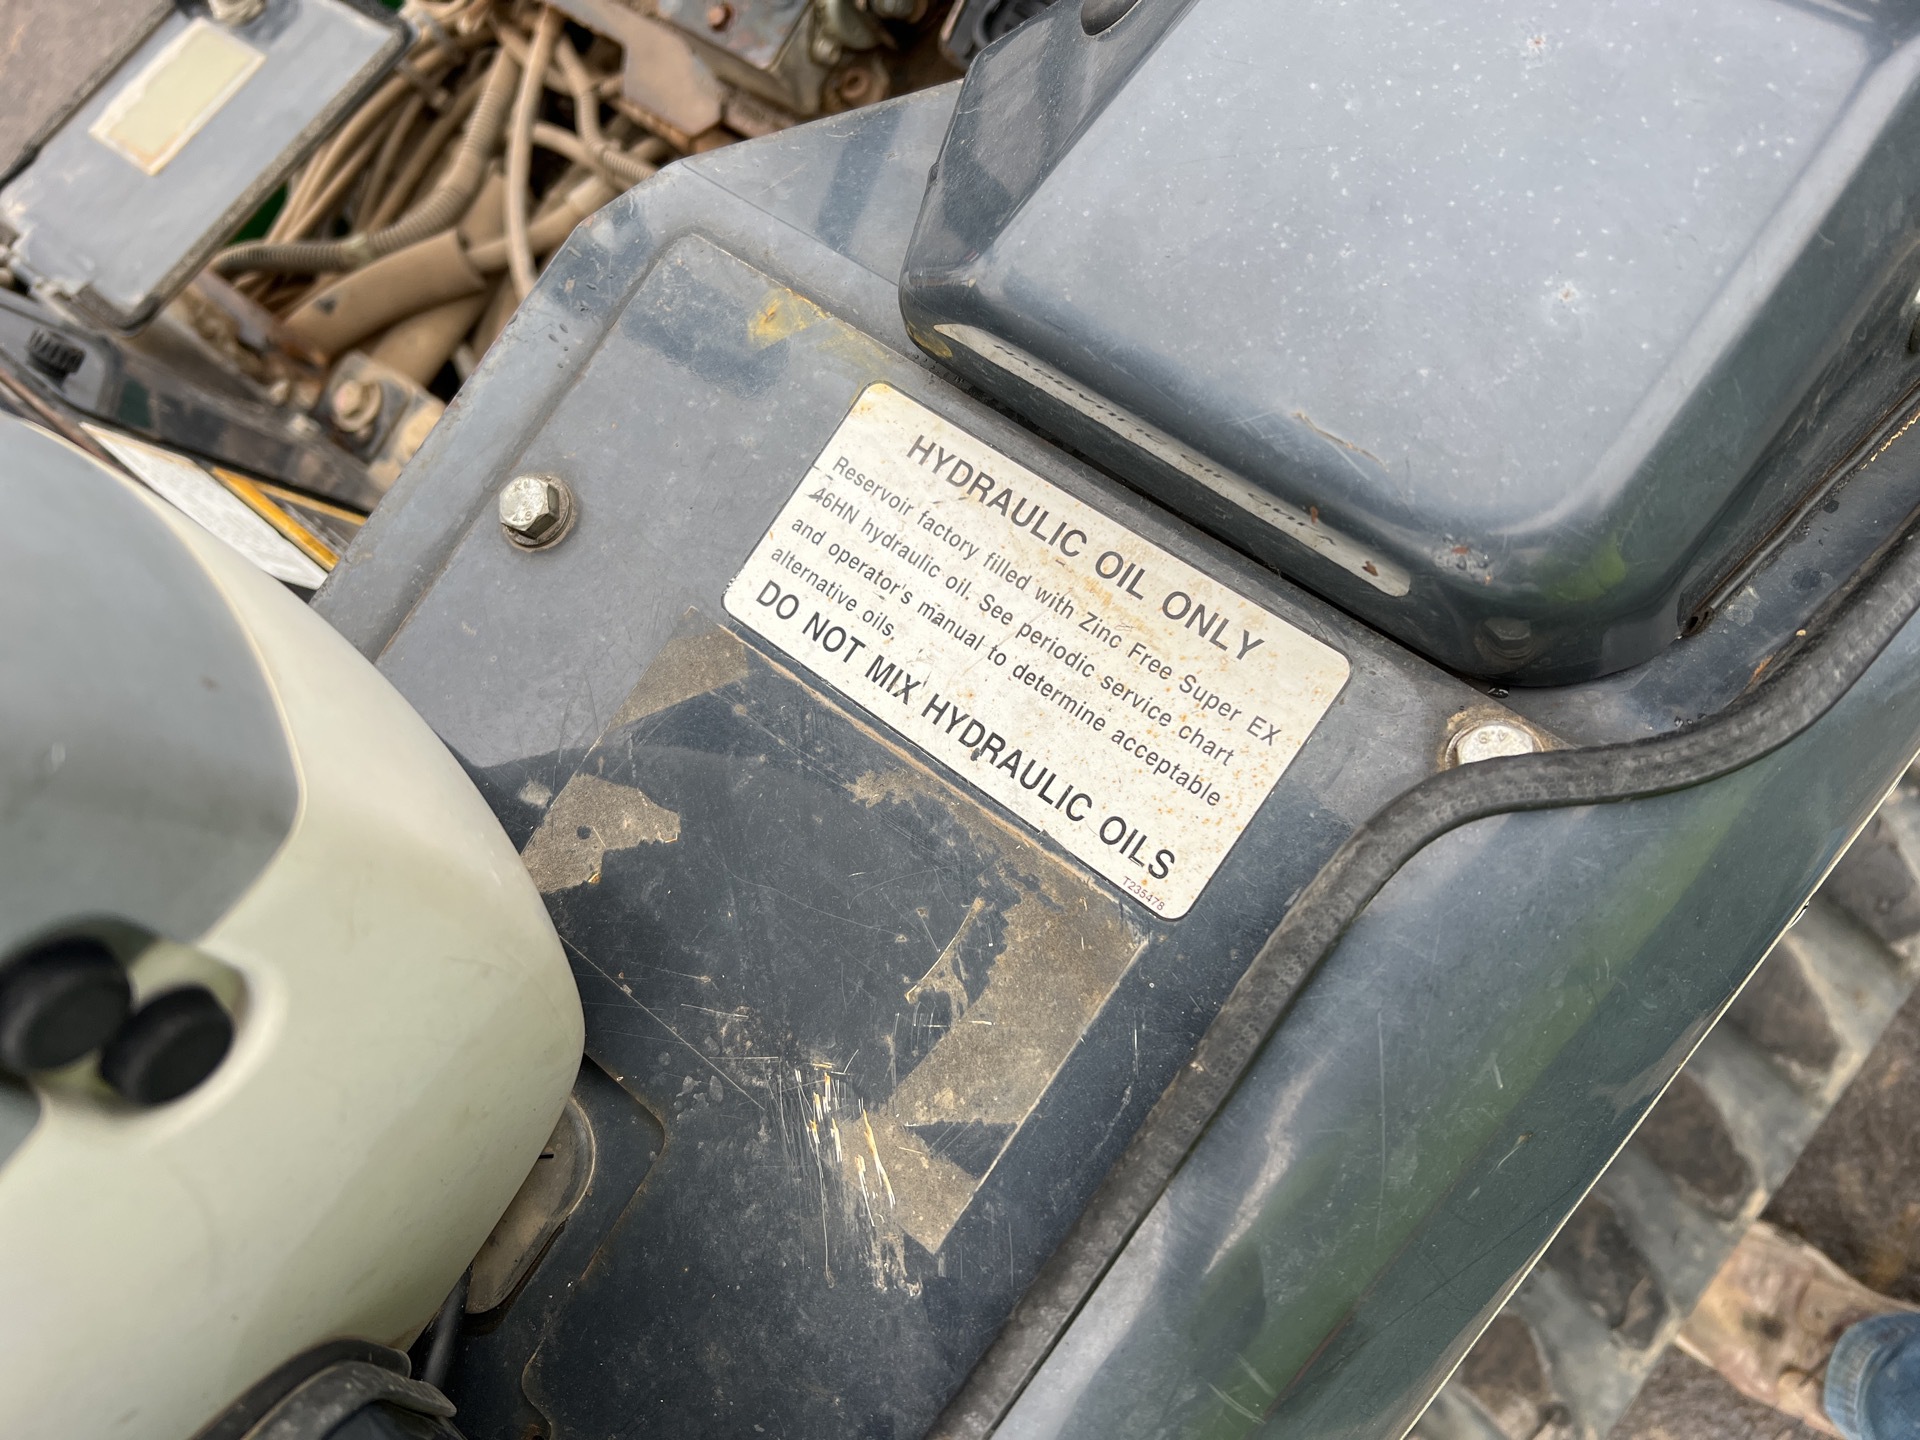 HYDRAULIC OIL ONLY
Reservoir factory filled with Zinc Free Super EX
46HN hydraulic oil. See periodic service chart
and operator's manual to determine acceptable
alternative oils.
DO NOT MIX HYDRAULIC OILS
T235478